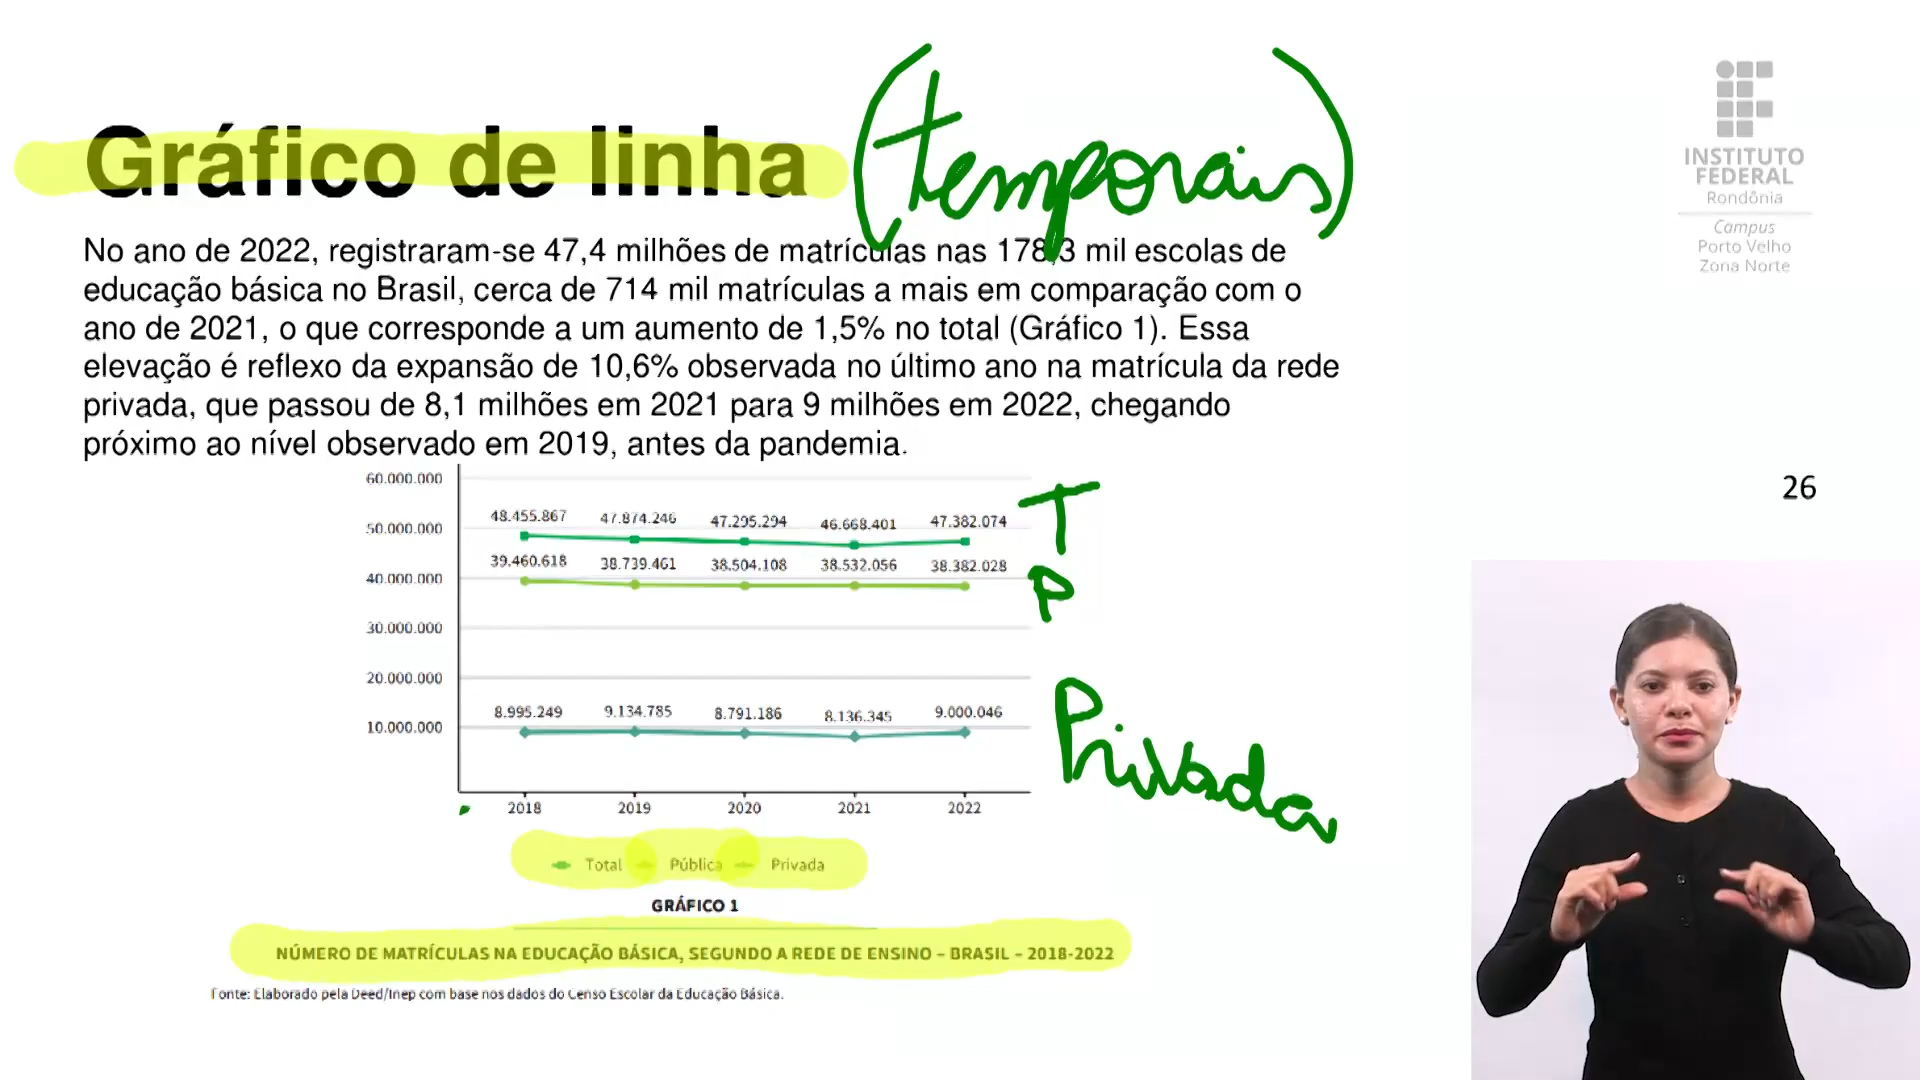 Gráfico de linha (temporais)
INSTITUTO
FEDERAL
Rondônia
Campus
Porto Velho
Zona Norte
No ano de 2022, registraram-se 47,4 milhões de matrículas nas 178,3 mil escolas de
educação básica no Brasil, cerca de 714 mil matrículas a mais em comparação com o
ano de 2021, o que corresponde a um aumento de 1,5% no total (Gráfico 1). Essa
elevação é reflexo da expansão de 10,6% observada no último ano na matrícula da rede
privada, que passou de 8,1 milhões em 2021 para 9 milhões em 2022, chegando
próximo ao nível observado em 2019, antes da pandemia.
26
60.000.000
48.455.867 47.874.246 47.295.294 46.668.401 47.382.074 T
50.000.000
39.460.618 38.739.461 38.504.108 38.532.056 38.382.028 P
40.000.000
30.000.000
20.000.000
8.995.249 9.134.785 8.791.186 8.136.345 9.000.046 Privada
10.000.000
2018 2019 2020 2021 2022
Total Pública Privada
GRÁFICO 1
NÚMERO DE MATRÍCULAS NA EDUCAÇÃO BÁSICA, SEGUNDO A REDE DE ENSINO – BRASIL – 2018-2022
Fonte: Elaborado pela Deed/Inep com base nos dados do Censo Escolar da Educação Básica.